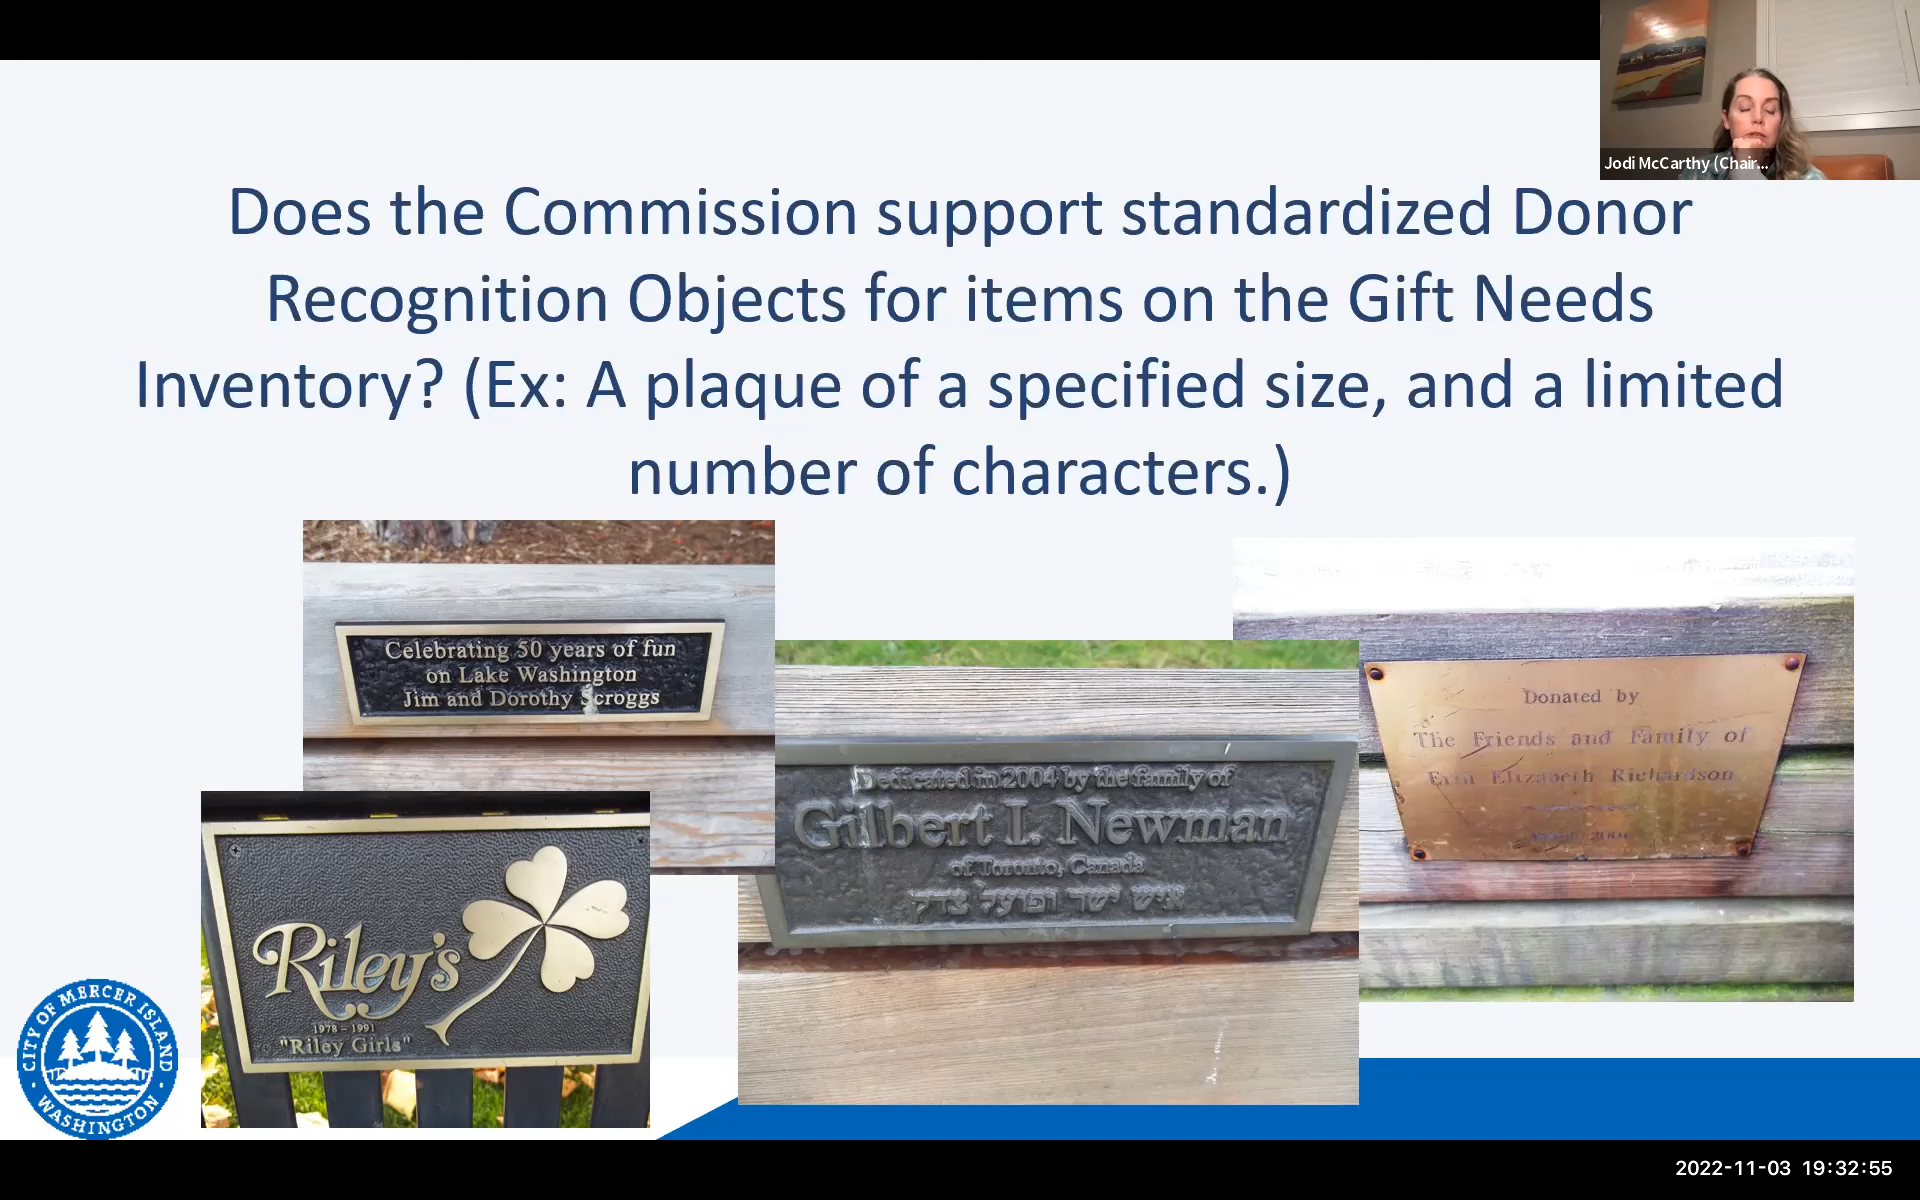 Jodi McCarthy (Chair...
Does the Commission support standardized Donor
Recognition Objects for items on the Gift Needs
Inventory? (Ex: A plaque of a specified size, and a limited
number of characters.)
Celebrating 50 years of fun
on Lake Washington
Jim and Dorothy Scroggs
Dedicated in 2004 by the family of
Gilbert I. Newman
of Toronto, Canada
איש ישר ופועל צדק
Donated by
The Friends and Family of
Erin Elizabeth Richardson
Riley's
1978 - 1991
"Riley Girls"
CITY OF MERCER ISLAND
WASHINGTON
2022-11-03 19:32:55